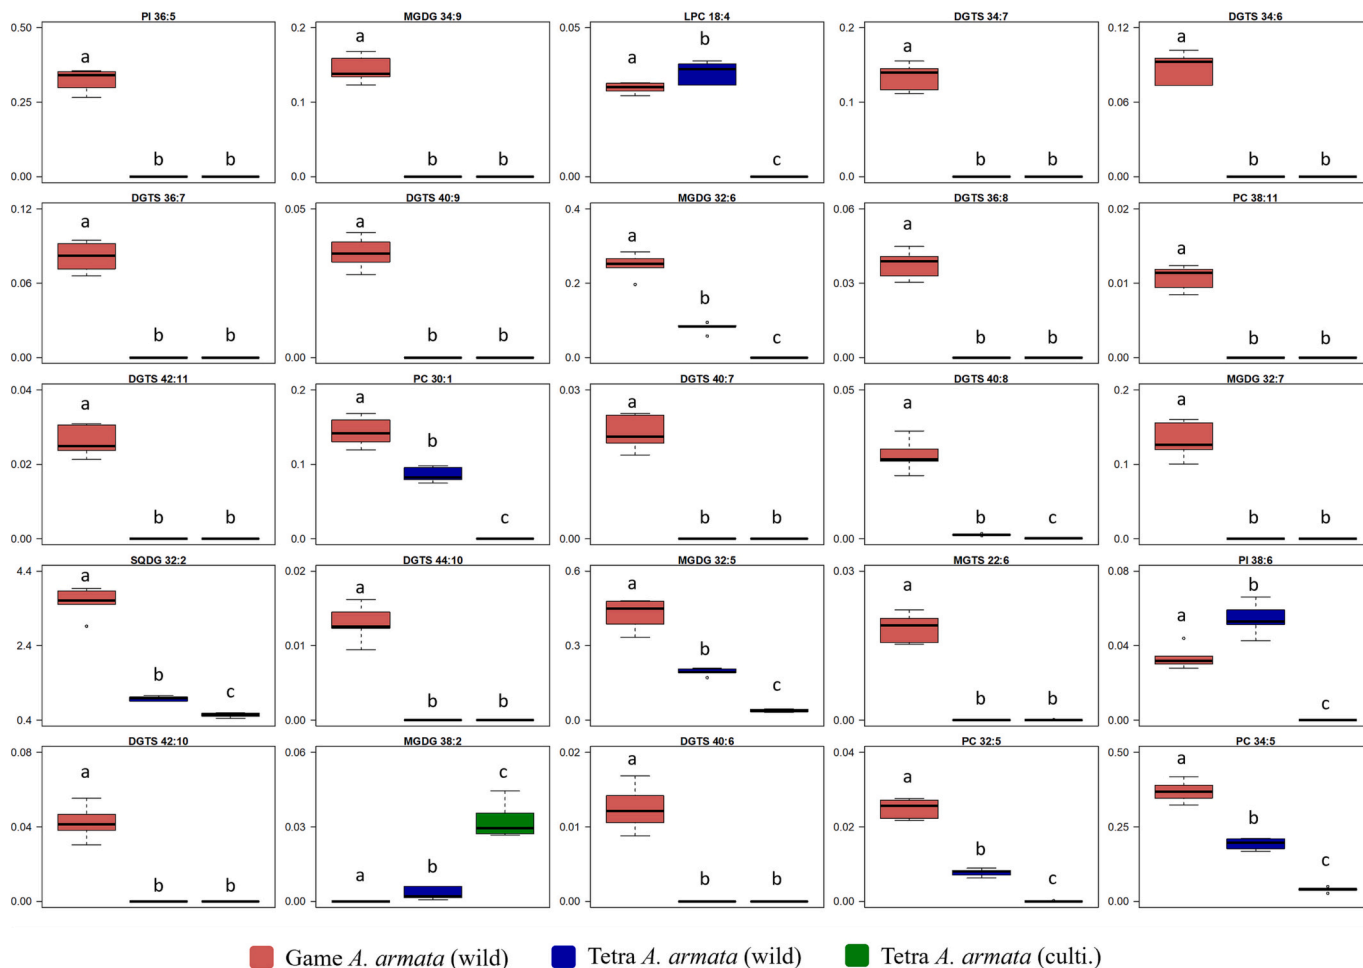 PI 36:5 MGDG 34:9 LPC 18:4 DGTS 34:7 DGTS 34:6
0.50 0.2 0.05 0.2 0.12
a a a b a a
0.25 0.1 0.1 0.06
b b b b c b b b b
0.00 0.0 0.00 0.0 0.00
DGTS 36:7 DGTS 40:9 MGDG 32:6 DGTS 36:8 PC 38:11
0.12 0.05 0.4 0.06 0.02
a a a a a
0.06 0.2 0.03 0.01
b b b b b c b b b b
0.00 0.00 0.0 0.00 0.00
DGTS 42:11 PC 30:1 DGTS 40:7 DGTS 40:8 MGDG 32:7
0.04 0.2 0.03 0.05 0.2
a a a a a
0.02 0.1 0.1
b b b c b b b c b b
0.00 0.0 0.00 0.00 0.0
SQDG 32:2 DGTS 44:10 MGDG 32:5 MGTS 22:6 PI 38:6
4.4 0.02 0.6 0.03 0.08
a a a a a b
2.4 0.01 0.3 0.04
b c b b b c b b c
0.4 0.00 0.0 0.00 0.00
DGTS 42:10 MGDG 38:2 DGTS 40:6 PC 32:5 PC 34:5
0.08 0.06 0.02 0.04 0.50
a c a a a
0.04 0.03 0.01 0.02 0.25
b b a b b b b c b c
0.00 0.00 0.00 0.00 0.00
Game A. armata (wild) Tetra A. armata (wild) Tetra A. armata (culti.)